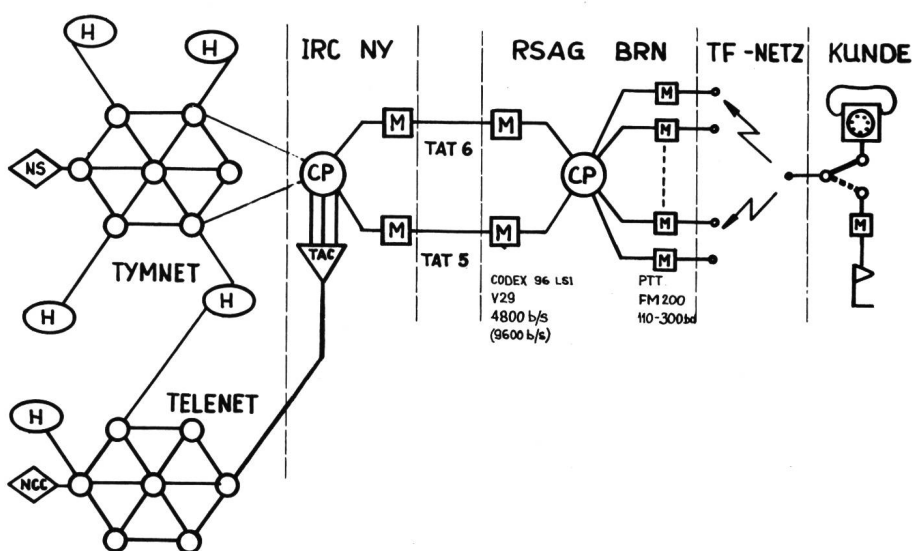 IRC NY
RSAG BRN
TF-NETZ
KUNDE
H
H
NS
TYMNET
H
H
CP
TAC
M
M
TAT 6
TAT 5
M
M
CP
M
M
M
M
CODEX 96 LSI
V29
4800 b/s
(9600 b/s)
PTT
FM200
110-300bd
M
TELENET
H
NCC